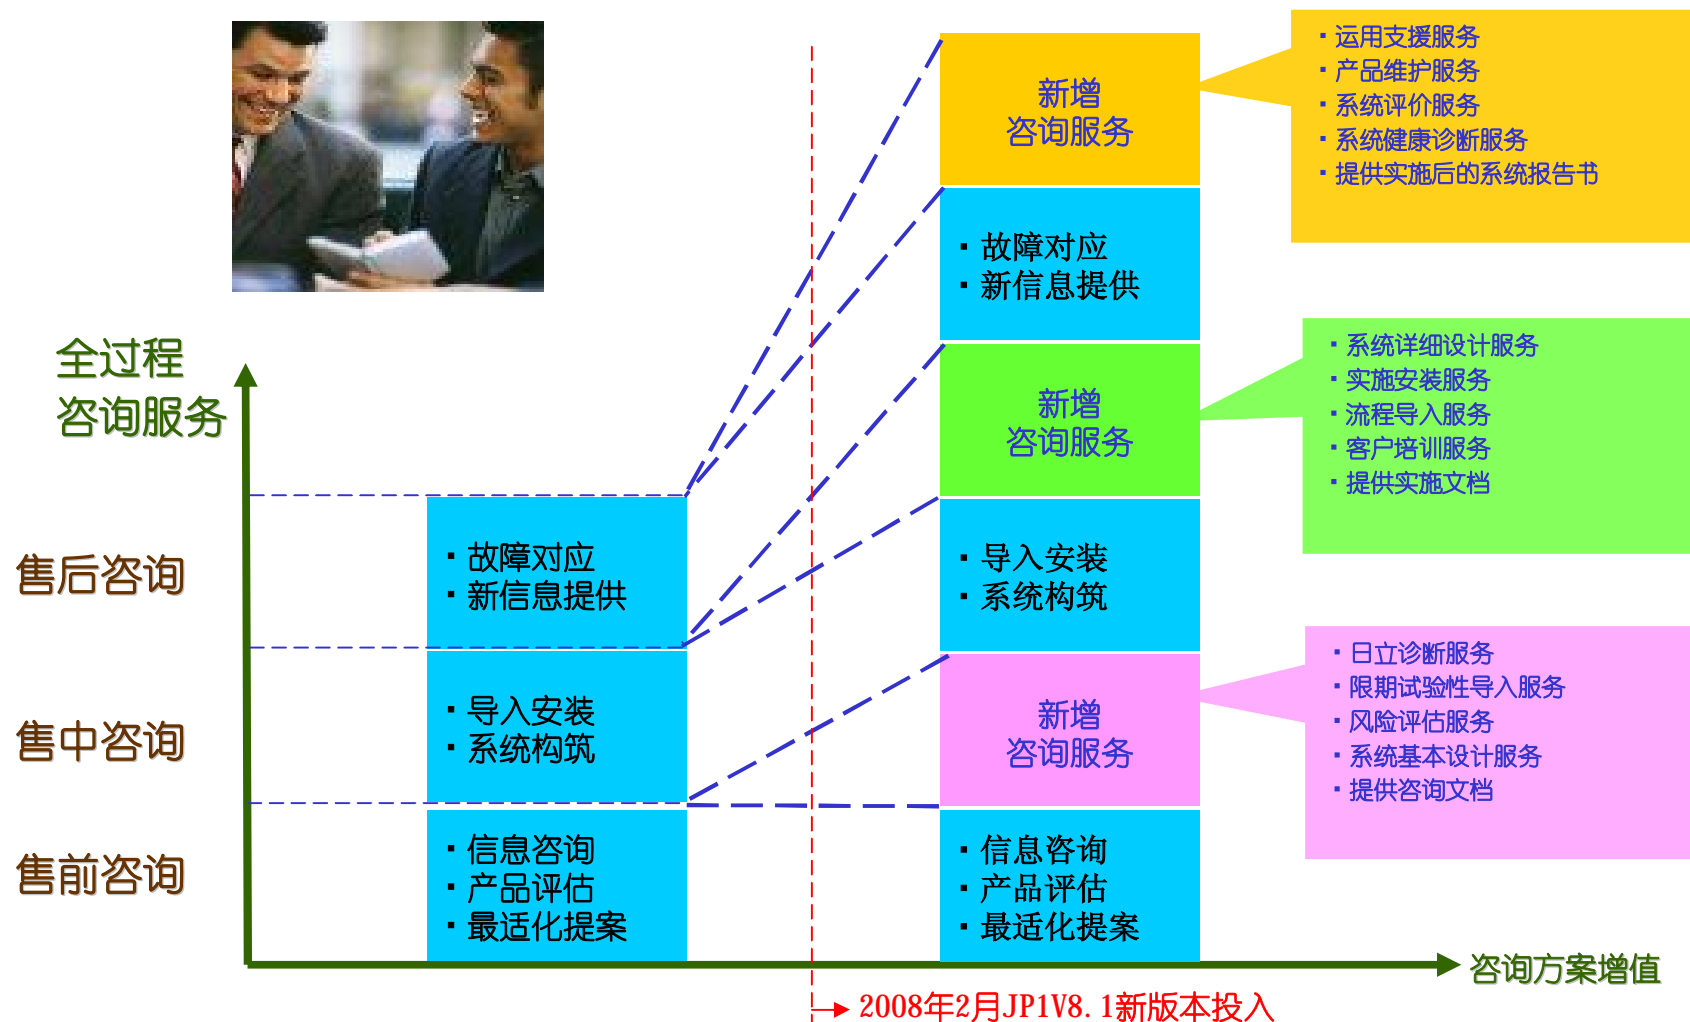 全过程
咨询服务
售后咨询
售中咨询
售前咨询
・故障对应
・新信息提供
・导入安装
・系统构筑
・信息咨询
・产品评估
・最适化提案
新增
咨询服务
・故障对应
・新信息提供
新增
咨询服务
・导入安装
・系统构筑
新增
咨询服务
・信息咨询
・产品评估
・最适化提案
・运用支援服务
・产品维护服务
・系统评价服务
・系统健康诊断服务
・提供实施后的系统报告书
・系统详细设计服务
・实施安装服务
・流程导入服务
・客户培训服务
・提供实施文档
・日立诊断服务
・限期试验性导入服务
・风险评估服务
・系统基本设计服务
・提供咨询文档
咨询方案增值
2008年2月JP1V8.1新版本投入